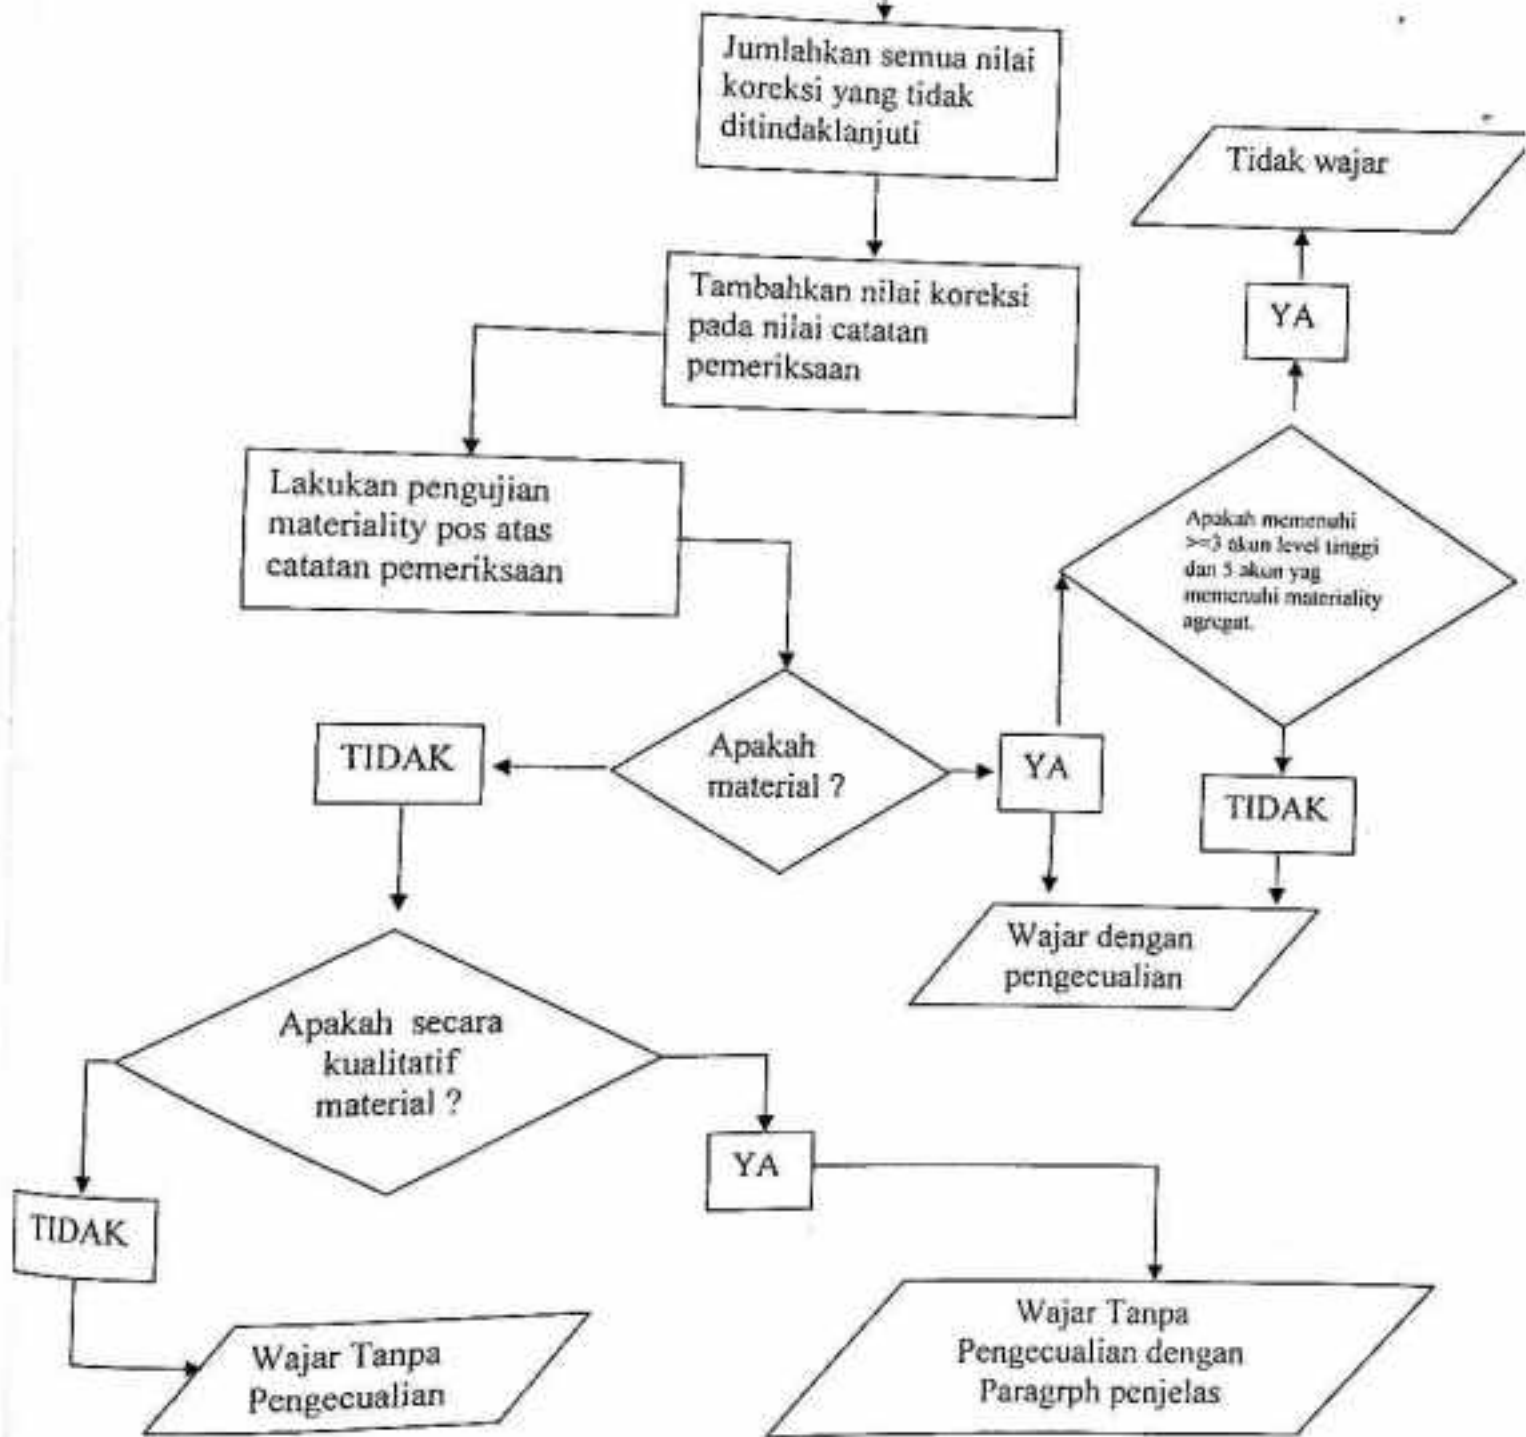 Jumlahkan semua nilai
koreksi yang tidak
ditindaklanjuti
Tidak wajar
Tambahkan nilai koreksi
pada nilai catatan
pemeriksaan
YA
Lakukan pengujian
materiality pos atas
catatan pemeriksaan
Apakah memenuhi
>=3 akun level tinggi
dan 5 akun yag
memenuhi materiality
agregat.
TIDAK
Apakah
material ?
YA
TIDAK
Wajar dengan
pengecualian
Apakah secara
kualitatif
material ?
YA
TIDAK
Wajar Tanpa
Pengecualian
Wajar Tanpa
Pengecualian dengan
Paragrph penjelas